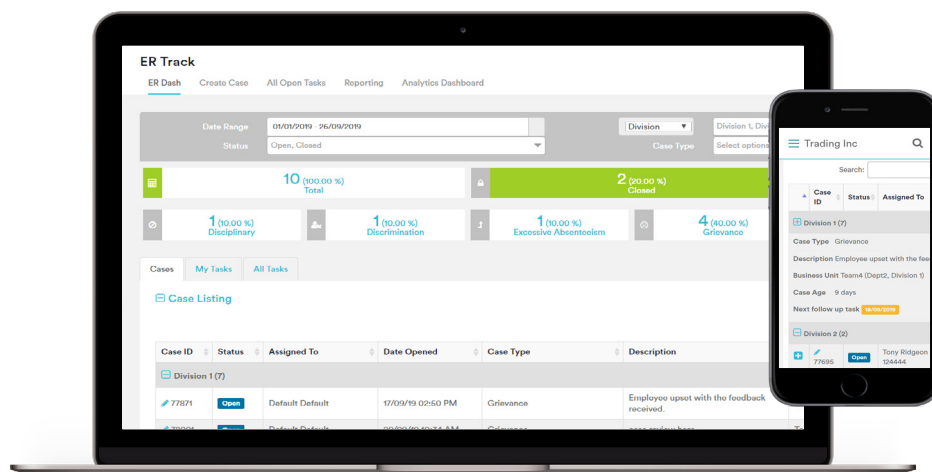 ER Track
ER Dash Create Case All Open Tasks Reporting Analytics Dashboard
Date Range 01/01/2019 - 26/09/2019 Division Division 1, Div
Status Open, Closed Case Type Select options
10 (100.00 %)
Total
2 (20.00 %)
Closed
1 (10.00 %)
Disciplinary
1 (10.00 %)
Discrimination
1 (10.00 %)
Excessive Absenteeism
4 (40.00 %)
Grievance
Cases My Tasks All Tasks
Case Listing
Case ID Status Assigned To Date Opened Case Type Description
Division 1 (7)
77871 Open Default Default 17/09/19 02:50 PM Grievance Employee upset with the feedback
received.
Trading Inc
Search:
Case
ID Status Assigned To
Division 1 (7)
Case Type Grievance
Description Employee upset with the fee
Business Unit Team4 (Dept2, Division 1)
Case Age 9 days
Next follow up task
Division 2 (2)
77695 Open Tony Ridgeon
124444